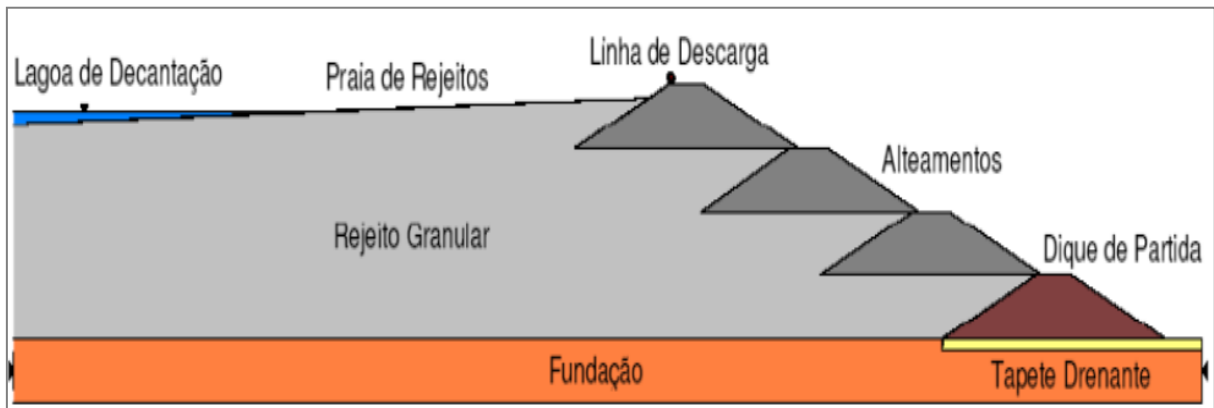 Linha de Descarga
Lagoa de Decantação
Praia de Rejeitos
Alteamentos
Rejeito Granular
Dique de Partida
Fundação
Tapete Drenante